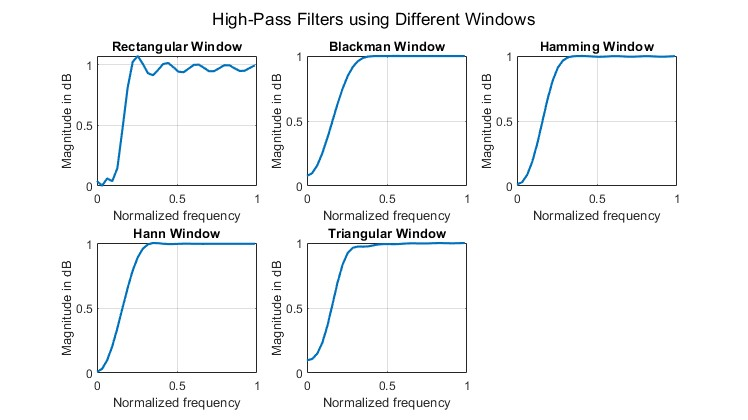 High-Pass Filters using Different Windows
Rectangular Window
Magnitude in dB
1
0.5
0
0
0.5
1
Normalized frequency
Blackman Window
Magnitude in dB
1
0.5
0
0
0.5
1
Normalized frequency
Hamming Window
Magnitude in dB
1
0.5
0
0
0.5
1
Normalized frequency
Hann Window
Magnitude in dB
1
0.5
0
0
0.5
1
Normalized frequency
Triangular Window
Magnitude in dB
1
0.5
0
0
0.5
1
Normalized frequency